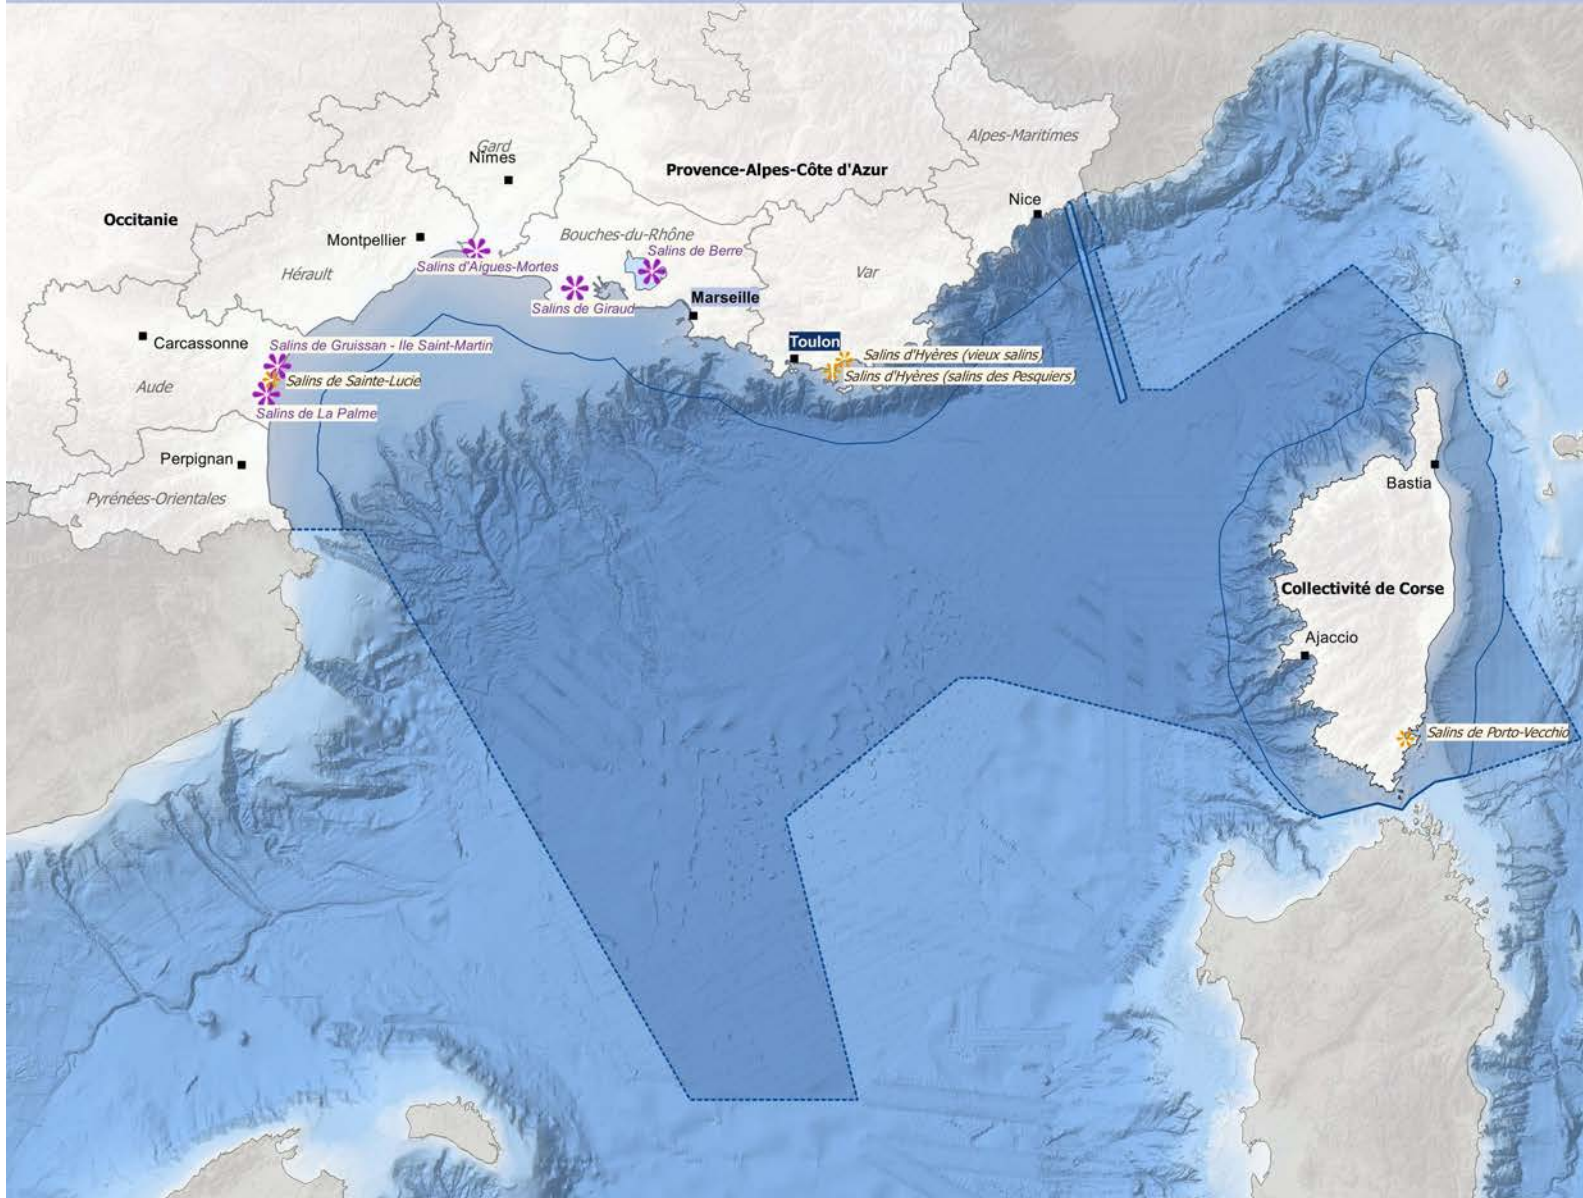 Alpes-Maritimes
Gard
Nîmes
Provence-Alpes-Côte d'Azur
Nice
Occitanie
Montpellier
Bouches-du-Rhône
Salins de Berre
Salins d'Aigues-Mortes
Hérault
Var
Marseille
Salins de Giraud
Carcassonne
Salins de Gruissan - Ile Saint-Martin
Toulon
Salins d'Hyères (vieux salins)
Salins d'Hyères (salins des Pesquiers)
Aude
Salins de Sainte-Lucie
Salins de La Palme
Perpignan
Bastia
Pyrénées-Orientales
Collectivité de Corse
Ajaccio
Salins de Porto-Vecchio